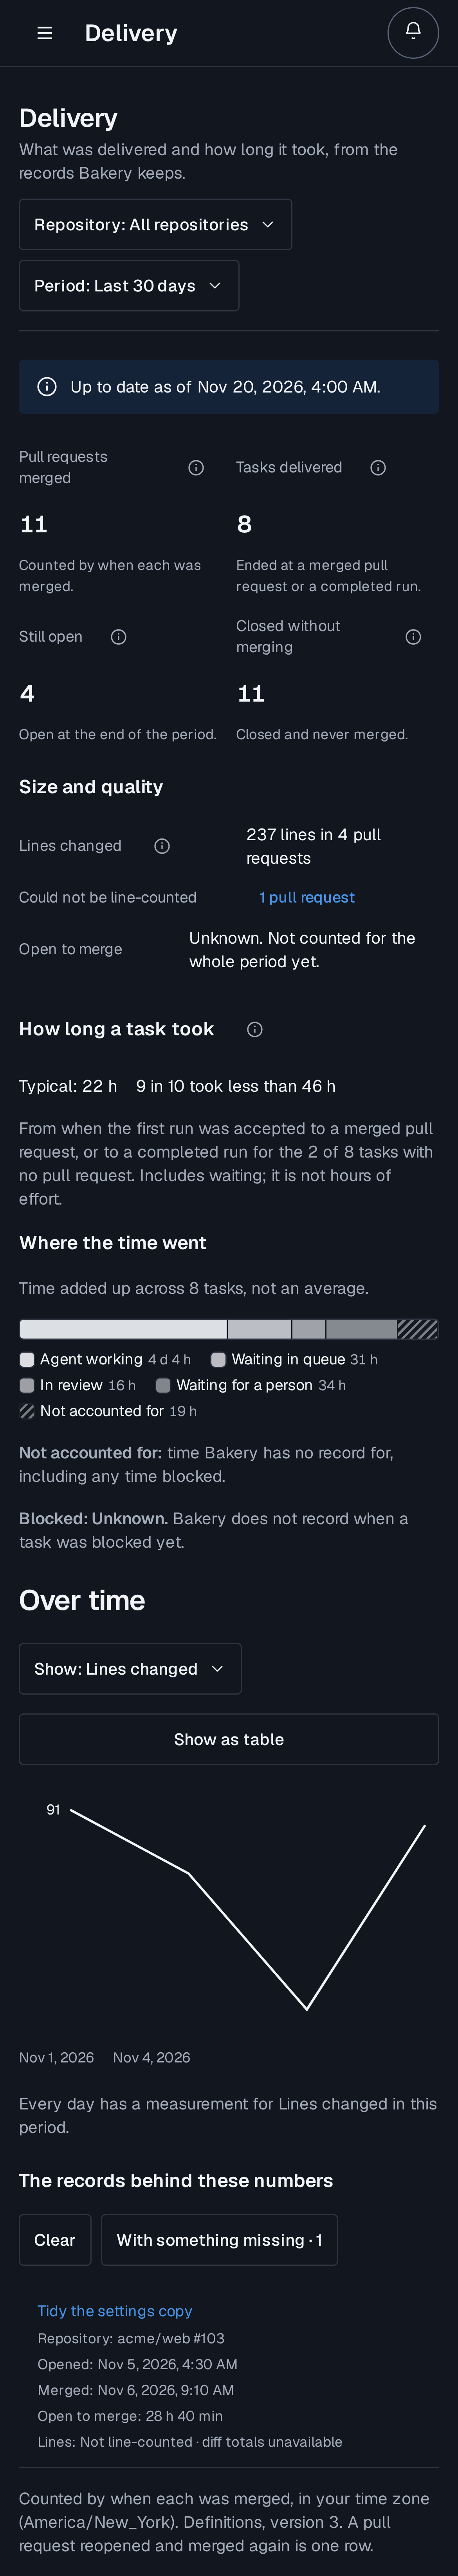 Delivery
Delivery
What was delivered and how long it took, from the
records Bakery keeps.
Repository: All repositories
Period: Last 30 days
Up to date as of Nov 20, 2026, 4:00 AM.
Pull requests
merged
11
Counted by when each was
merged.
Tasks delivered
8
Ended at a merged pull
request or a completed run.
Still open
4
Open at the end of the period.
Closed without
merging
11
Closed and never merged.
Size and quality
Lines changed
237 lines in 4 pull
requests
Could not be line-counted
1 pull request
Open to merge
Unknown. Not counted for the
whole period yet.
How long a task took
Typical: 22 h 9 in 10 took less than 46 h
From when the first run was accepted to a merged pull
request, or to a completed run for the 2 of 8 tasks with
no pull request. Includes waiting; it is not hours of
effort.
Where the time went
Time added up across 8 tasks, not an average.
Agent working 4 d 4 h Waiting in queue 31 h
In review 16 h Waiting for a person 34 h
Not accounted for 19 h
Not accounted for: time Bakery has no record for,
including any time blocked.
Blocked: Unknown. Bakery does not record when a
task was blocked yet.
Over time
Show: Lines changed
Show as table
91
Nov 1, 2026 Nov 4, 2026
Every day has a measurement for Lines changed in this
period.
The records behind these numbers
Clear
With something missing · 1
Tidy the settings copy
Repository: acme/web #103
Opened: Nov 5, 2026, 4:30 AM
Merged: Nov 6, 2026, 9:10 AM
Open to merge: 28 h 40 min
Lines: Not line-counted · diff totals unavailable
Counted by when each was merged, in your time zone
(America/New_York). Definitions, version 3. A pull
request reopened and merged again is one row.